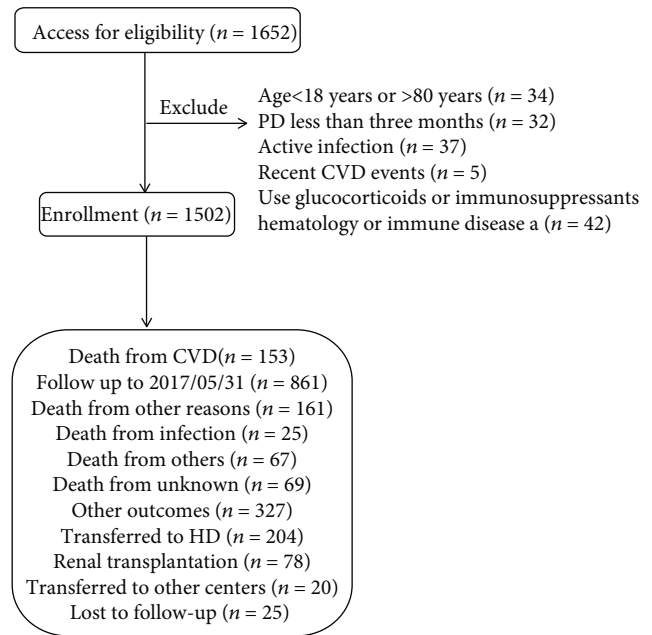 Access for eligibility (n = 1652)
Exclude
Age<18 years or >80 years (n = 34)
PD less than three months (n = 32)
Active infection (n = 37)
Recent CVD events (n = 5)
Use glucocorticoids or immunosuppressants
hematology or immune disease a (n = 42)
Enrollment (n = 1502)
Death from CVD(n = 153)
Follow up to 2017/05/31 (n = 861)
Death from other reasons (n = 161)
Death from infection (n = 25)
Death from others (n = 67)
Death from unknown (n = 69)
Other outcomes (n = 327)
Transferred to HD (n = 204)
Renal transplantation (n = 78)
Transferred to other centers (n = 20)
Lost to follow-up (n = 25)